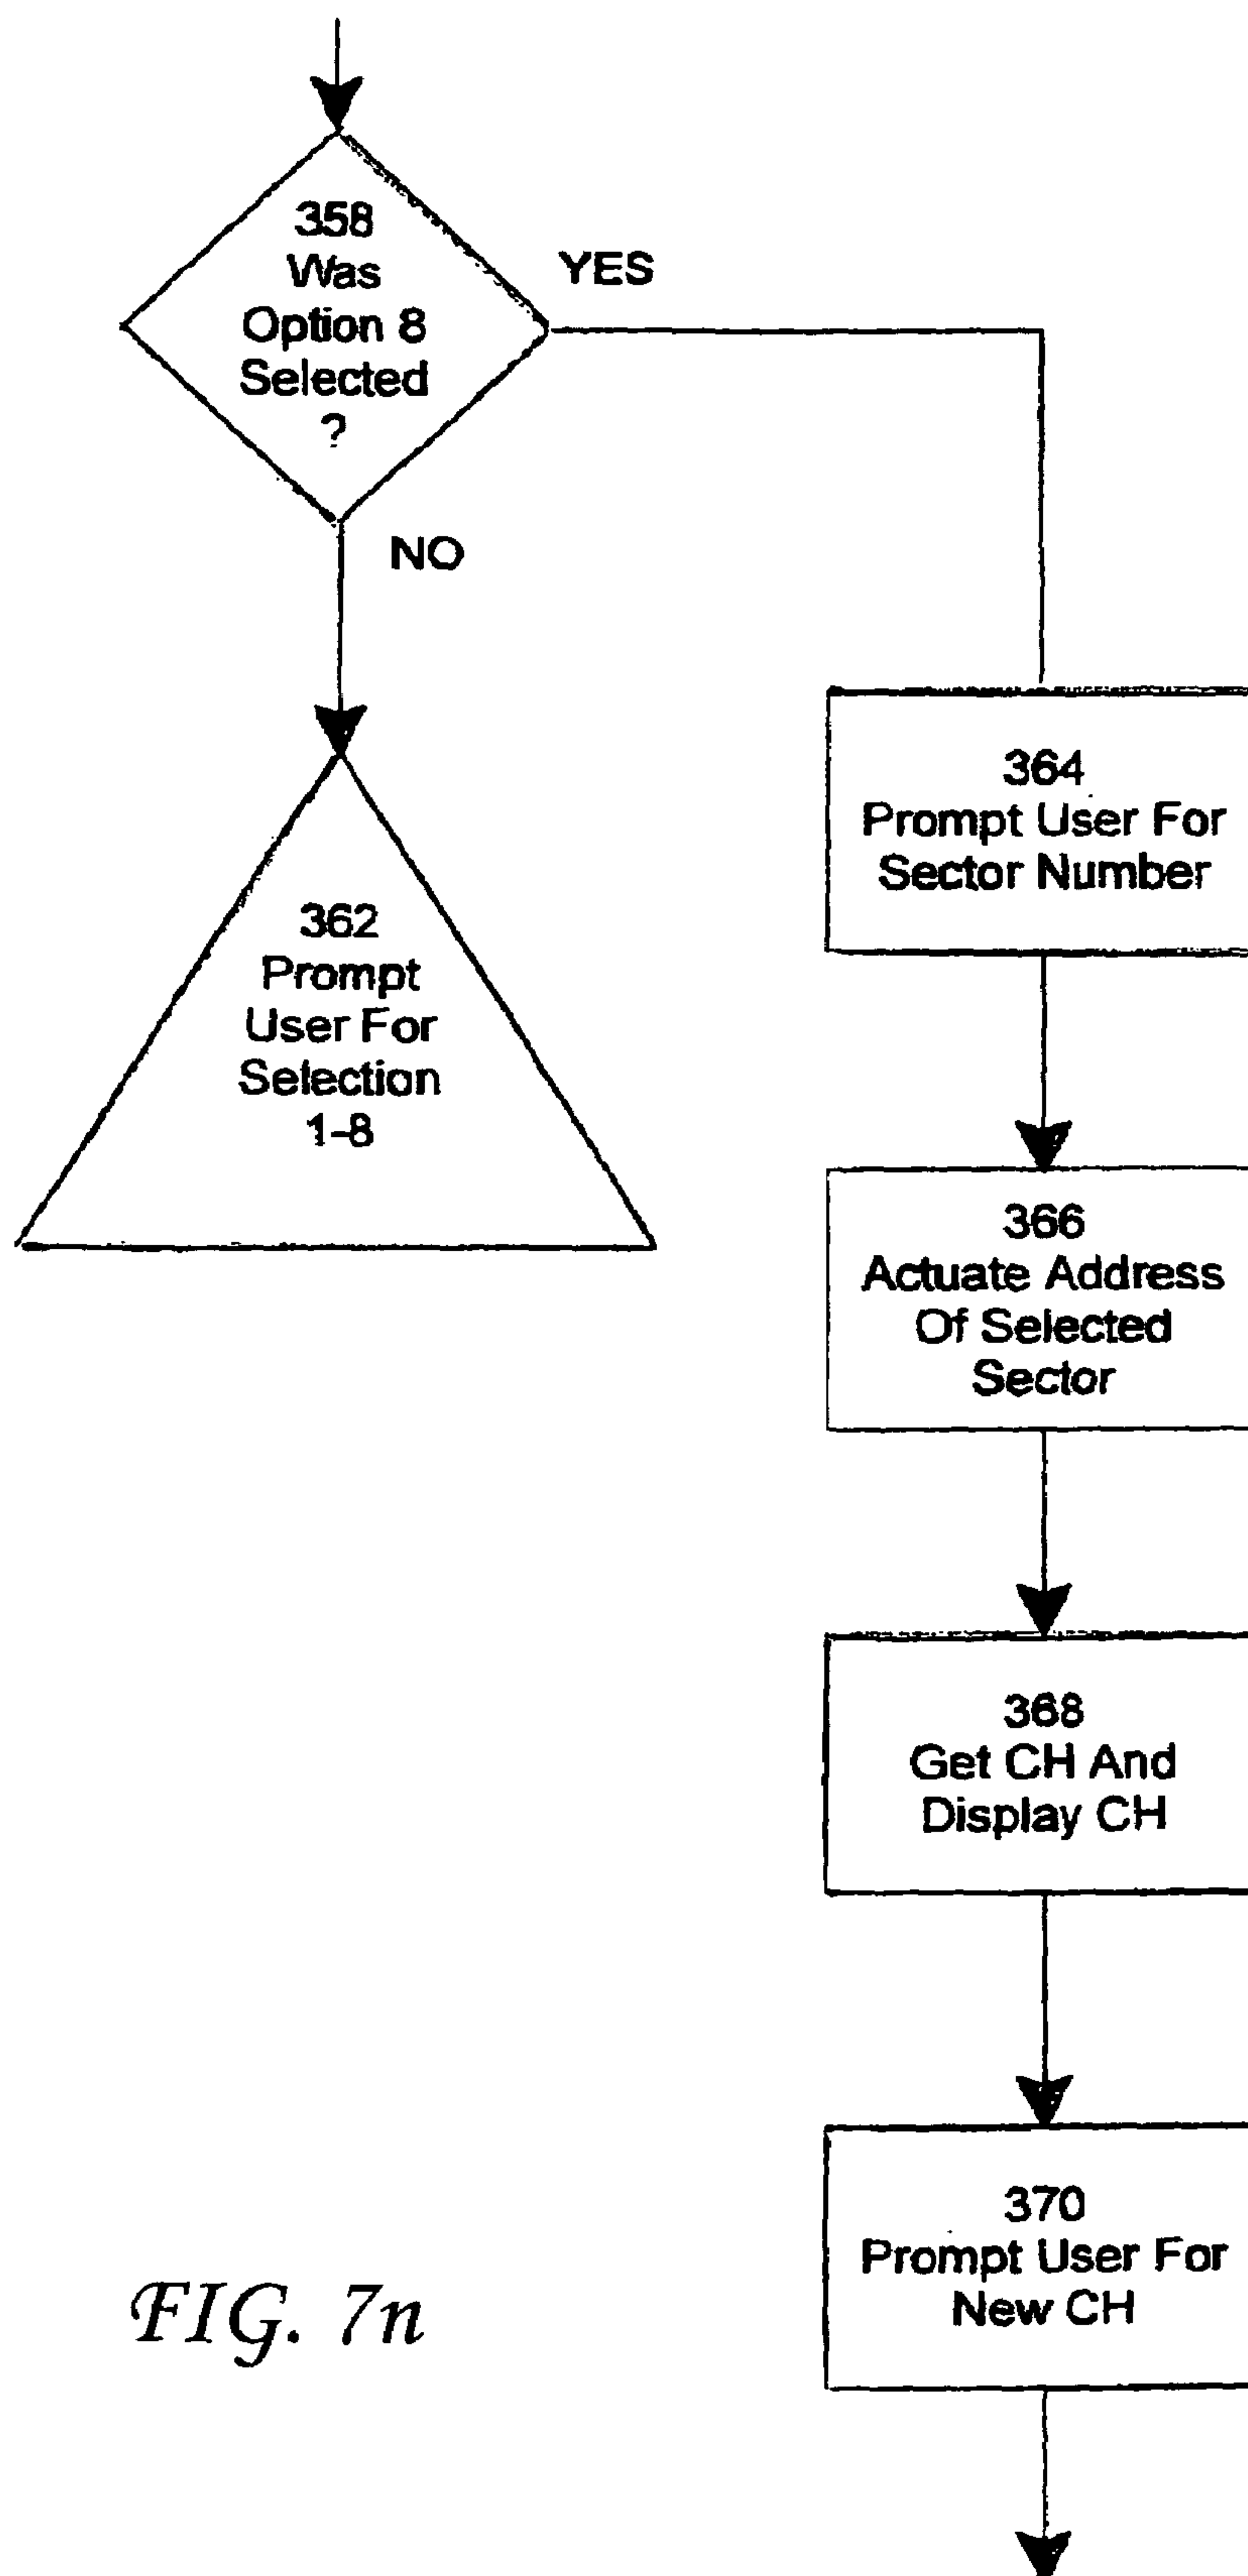 358
Was
Option 8
Selected
?
YES
NO
362
Prompt
User For
Selection
1-8
364
Prompt User For
Sector Number
366
Actuate Address
Of Selected
Sector
368
Get CH And
Display CH
370
Prompt User For
New CH
FIG. 7n